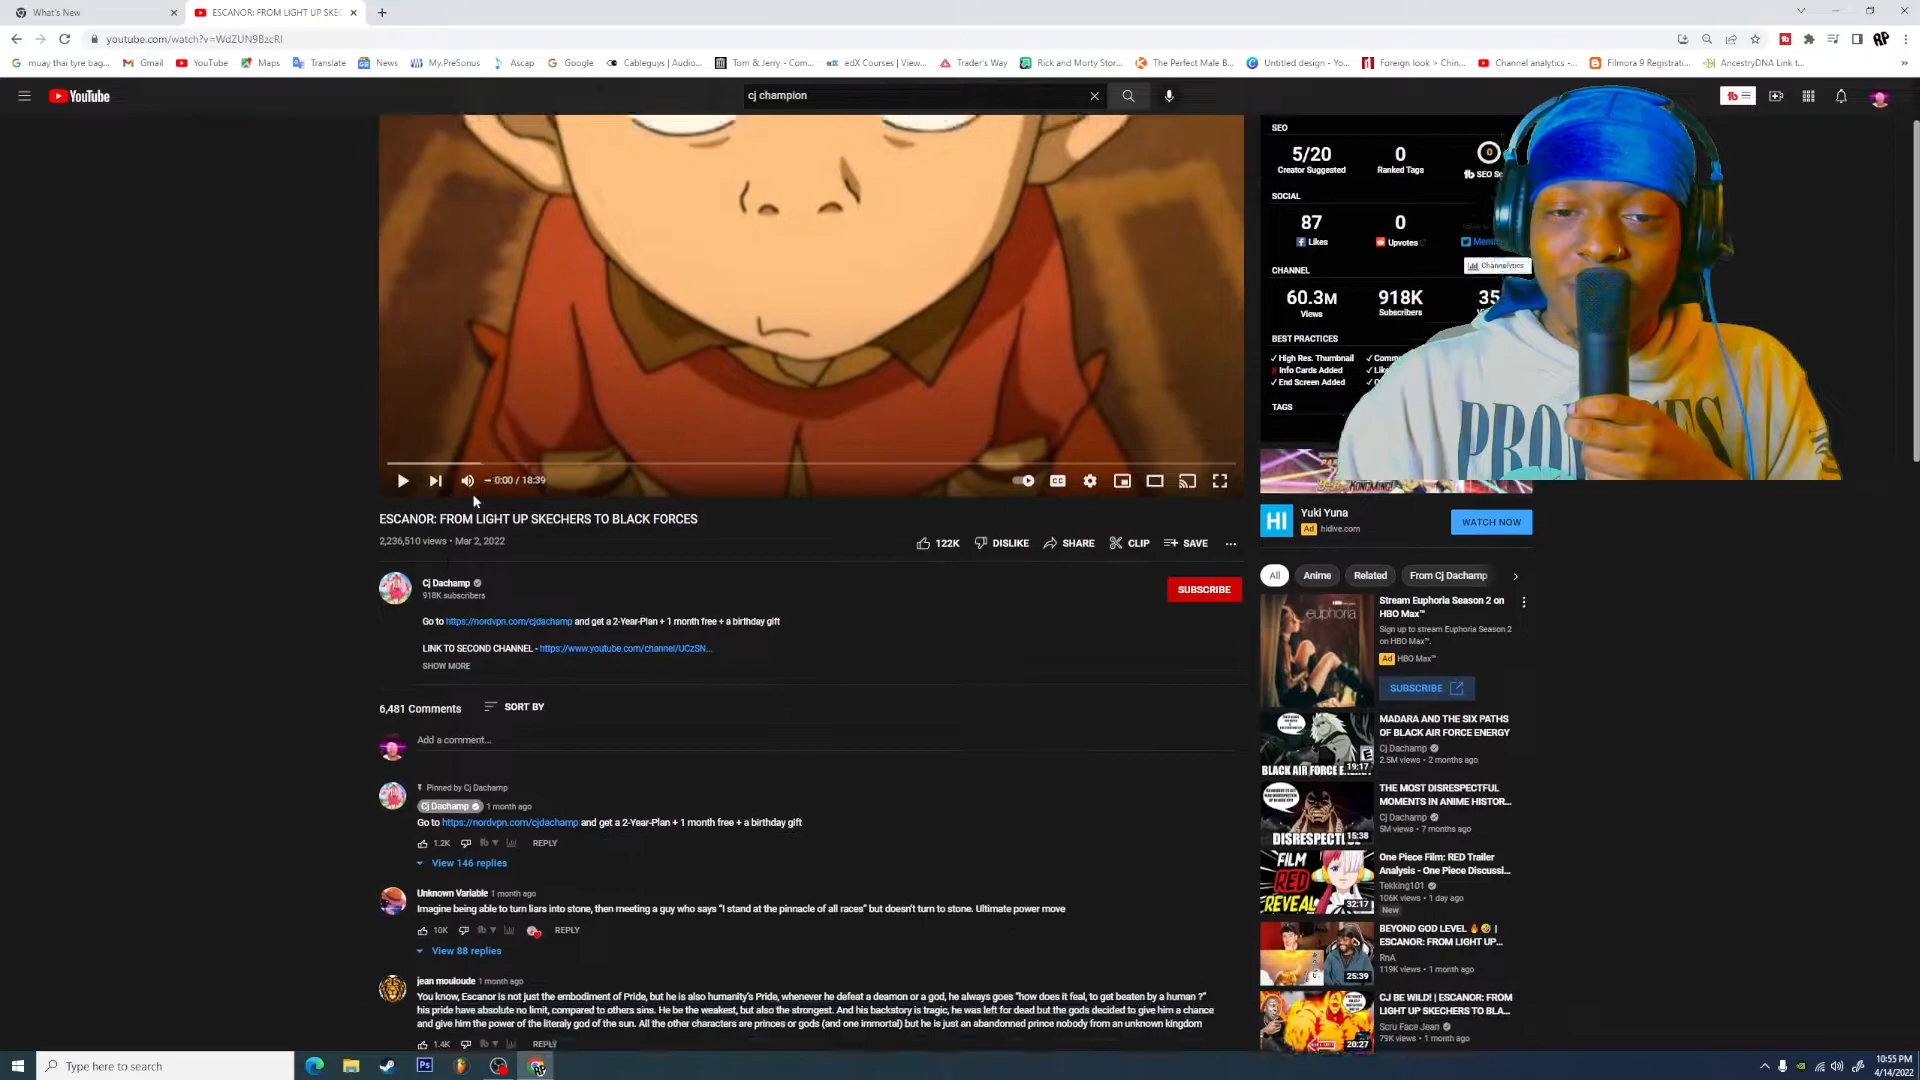 What's New
ESCANOR: FROM LIGHT UP SKEC
youtube.com/watch?v=WdZUN9BzcRI
muay thai tyre bag...
Gmail
YouTube
Maps
Translate
News
My.PreSonus
Ascap
Google
Cableguys | Audio...
Tom & Jerry - Com...
edX Courses | View...
Trader's Way
Rick and Morty Stor...
The Perfect Male B...
Untitled design - Yo...
Foreign look > Chin...
Channel analytics -...
Filmora 9 Registrati...
AncestryDNA Link t...
YouTube
cj champion
SEO
5/20
0
0
Creator Suggested
Ranked Tags
SEO
SOCIAL
87
0
Likes
Upvotes
CHANNEL
Channelytics
60.3M
918K
35
Views
Subscribers
BEST PRACTICES
✓ High Res. Thumbnail
Info Cards Added
✓ End Screen Added
TAGS
0:00 / 18:39
CC
ESCANOR: FROM LIGHT UP SKECHERS TO BLACK FORCES
2,236,510 views • Mar 2, 2022
122K
DISLIKE
SHARE
CLIP
SAVE
Cj Dachamp
918K subscribers
SUBSCRIBE
Go to https://nordvpn.com/cjdachamp and get a 2-Year-Plan + 1 month free + a birthday gift
LINK TO SECOND CHANNEL - https://www.youtube.com/channel/UCzSN...
SHOW MORE
6,481 Comments
SORT BY
Add a comment...
Pinned by Cj Dachamp
Cj Dachamp 1 month ago
Go to https://nordvpn.com/cjdachamp and get a 2-Year-Plan + 1 month free + a birthday gift
1.2K
REPLY
View 146 replies
Unknown Variable 1 month ago
Imagine being able to turn liars into stone, then meeting a guy who says “I stand at the pinnacle of all races” but doesn't turn to stone. Ultimate power move
10K
REPLY
View 88 replies
jean mouloude 1 month ago
You know, Escanor is not just the embodiment of Pride, but he is also humanity's Pride, whenever he defeat a deamon or a god, he always goes "how does it feal, to get beaten by a human ?"
his pride have absolute no limit, compared to others sins. He be the weakest, but also the strongest. And his backstory is tragic, he was left for dead but the gods decided to give him a chance
and give him the power of the literaly god of the sun. All the other characters are princes or gods (and one immortal) but he is just an abandonned prince nobody from an unknown kingdom
1.4K
REPLY
HI
Yuki Yuna
Ad hidive.com
WATCH NOW
All
Anime
Related
From Cj Dachamp
euphoria
Stream Euphoria Season 2 on
HBO Max™
Sign up to stream Euphoria Season 2
on HBO Max™.
Ad HBO Max™
SUBSCRIBE
BLACK AIR FORCE
19:17
MADARA AND THE SIX PATHS
OF BLACK AIR FORCE ENERGY
Cj Dachamp
2.5M views • 2 months ago
15:38
THE MOST DISRESPECTFUL
MOMENTS IN ANIME HISTOR...
Cj Dachamp
5M views • 7 months ago
FILM
RED
REVEAL
32:17
One Piece Film: RED Trailer
Analysis - One Piece Discussi...
Tekking101
106K views • 1 day ago
New
25:39
BEYOND GOD LEVEL 🔥🤣 |
ESCANOR: FROM LIGHT UP...
RnA
119K views • 1 month ago
20:27
CJ BE WILD! | ESCANOR: FROM
LIGHT UP SKECHERS TO BLA...
Scru Face Jean
79K views • 1 month ago
Type here to search
Ps
10:55 PM
4/14/2022